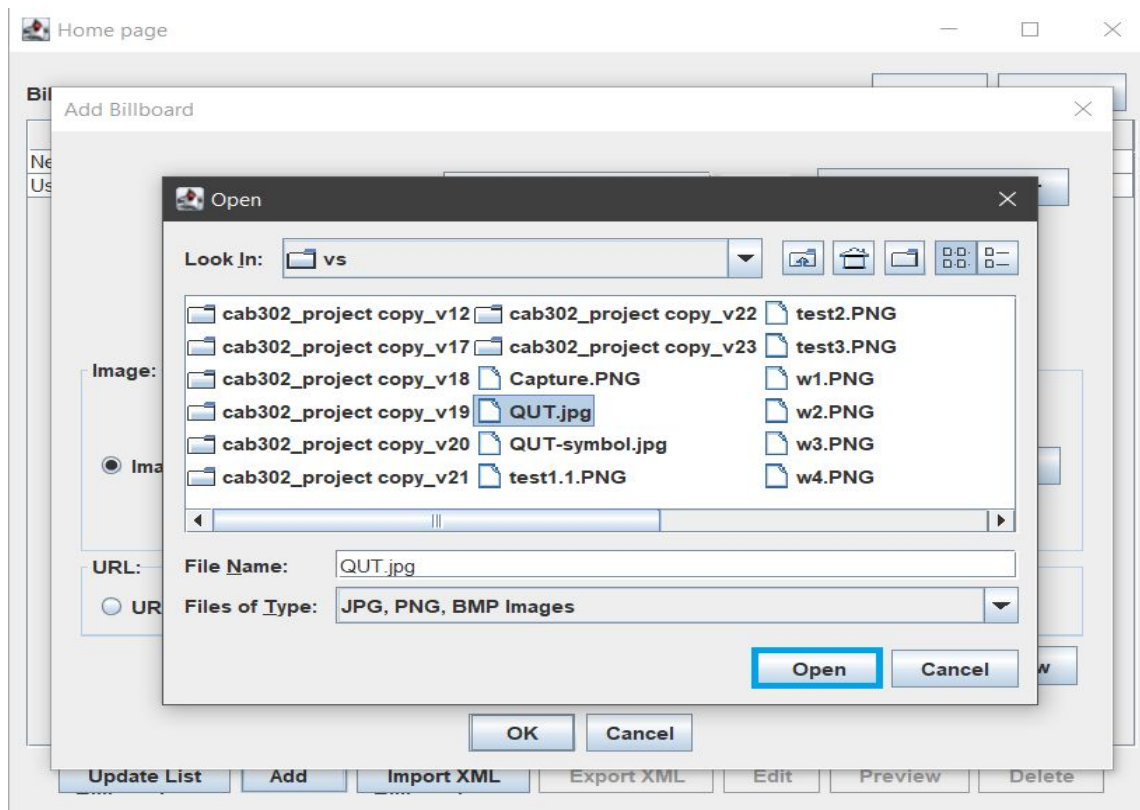 Home page
Bil
Add Billboard
Ne
Us
Open
Look In: vs
cab302_project copy_v12 cab302_project copy_v22 test2.PNG
cab302_project copy_v17 cab302_project copy_v23 test3.PNG
cab302_project copy_v18 Capture.PNG w1.PNG
cab302_project copy_v19 QUT.jpg w2.PNG
cab302_project copy_v20 QUT-symbol.jpg w3.PNG
cab302_project copy_v21 test1.1.PNG w4.PNG
Image:
Ima
File Name: QUT.jpg
URL:
UR
Files of Type: JPG, PNG, BMP Images
Open Cancel
w
OK Cancel
Update List Add Import XML Export XML Edit Preview Delete